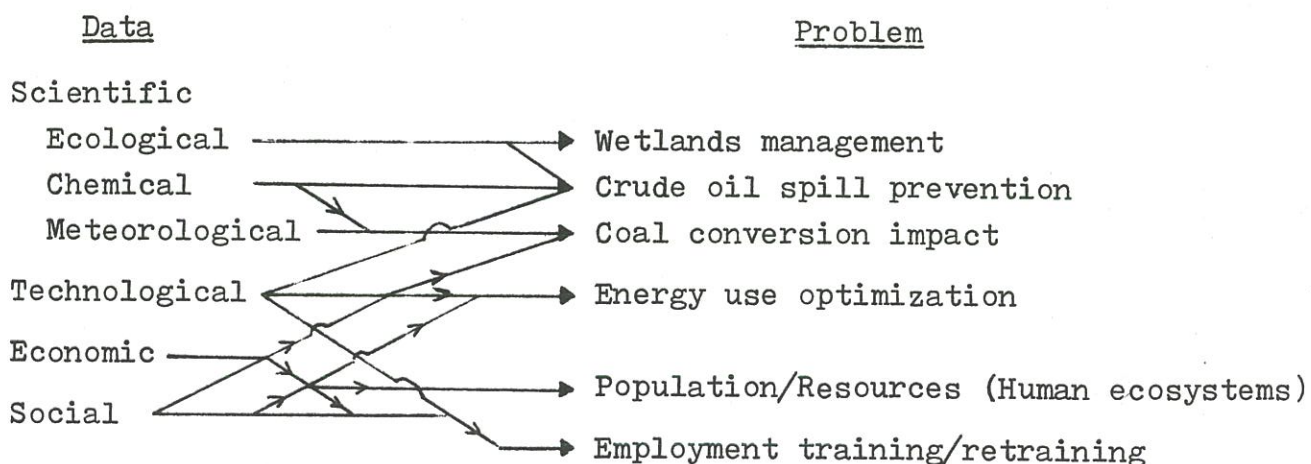 Data
Problem
Scientific
Ecological
Wetlands management
Chemical
Crude oil spill prevention
Meteorological
Coal conversion impact
Technological
Energy use optimization
Economic
Population/Resources (Human ecosystems)
Social
Employment training/retraining